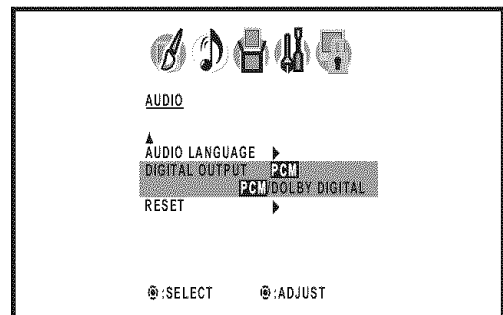 AUDIO
AUDIO LANGUAGE
DIGITAL OUTPUT PCM
PCM/DOLBY DIGITAL
RESET
:SELECT :ADJUST